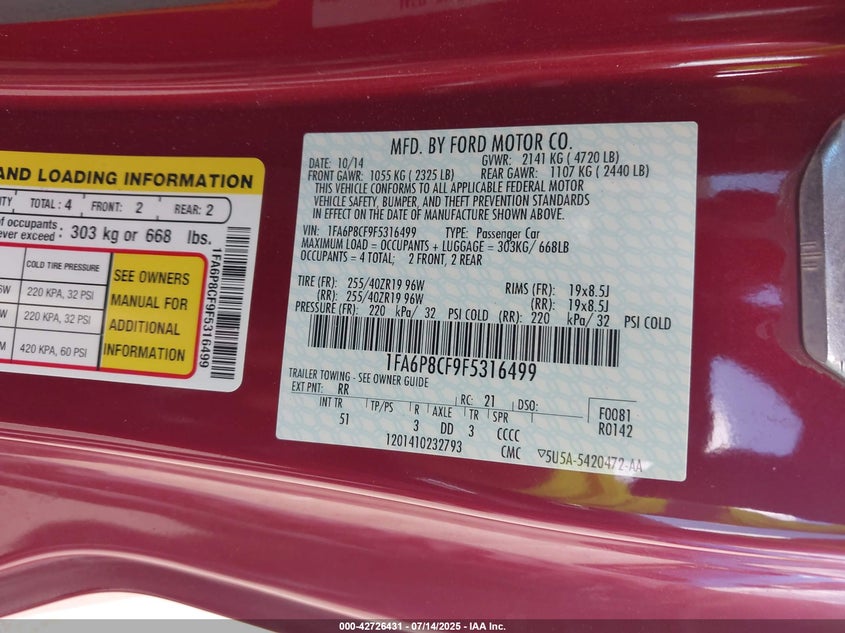 AND LOADING INFORMATION
TOTAL : 4 FRONT: 2 REAR: 2
of occupants:
ever exceed : 303 kg or 668 lbs.
COLD TIRE PRESSURE
220 KPA, 32 PSI
220 KPA, 32 PSI
420 KPA, 60 PSI
SEE OWNERS
MANUAL FOR
ADDITIONAL
INFORMATION
1FA6P8CF9F5316499
MFD. BY FORD MOTOR CO.
DATE: 10/14 GVWR: 2141 KG ( 4720 LB)
FRONT GAWR: 1055 KG ( 2325 LB) REAR GAWR: 1107 KG ( 2440 LB)
THIS VEHICLE CONFORMS TO ALL APPLICABLE FEDERAL MOTOR
VEHICLE SAFETY, BUMPER, AND THEFT PREVENTION STANDARDS
IN EFFECT ON THE DATE OF MANUFACTURE SHOWN ABOVE.
VIN: 1FA6P8CF9F5316499 TYPE: Passenger Car
MAXIMUM LOAD = OCCUPANTS + LUGGAGE = 303KG/ 668LB
OCCUPANTS = 4 TOTAL; 2 FRONT, 2 REAR
TIRE (FR): 255/40ZR19 96W RIMS (FR): 19x8.5J
(RR): 255/40ZR19 96W (RR): 19x8.5J
PRESSURE (FR): 220 kPa/ 32 PSI COLD (RR): 220 kPa/ 32 PSI COLD
1FA6P8CF9F5316499
TRAILER TOWING - SEE OWNER GUIDE
EXT PNT: RR RC: 21 DSO: F0081
INT TR TP/PS R AXLE TR SPR R0142
51 3 DD 3 CCCC
1201410232793 CMC ▽5U5A-5420472-AA
000-42726431 - 07/14/2025 - IAA Inc.